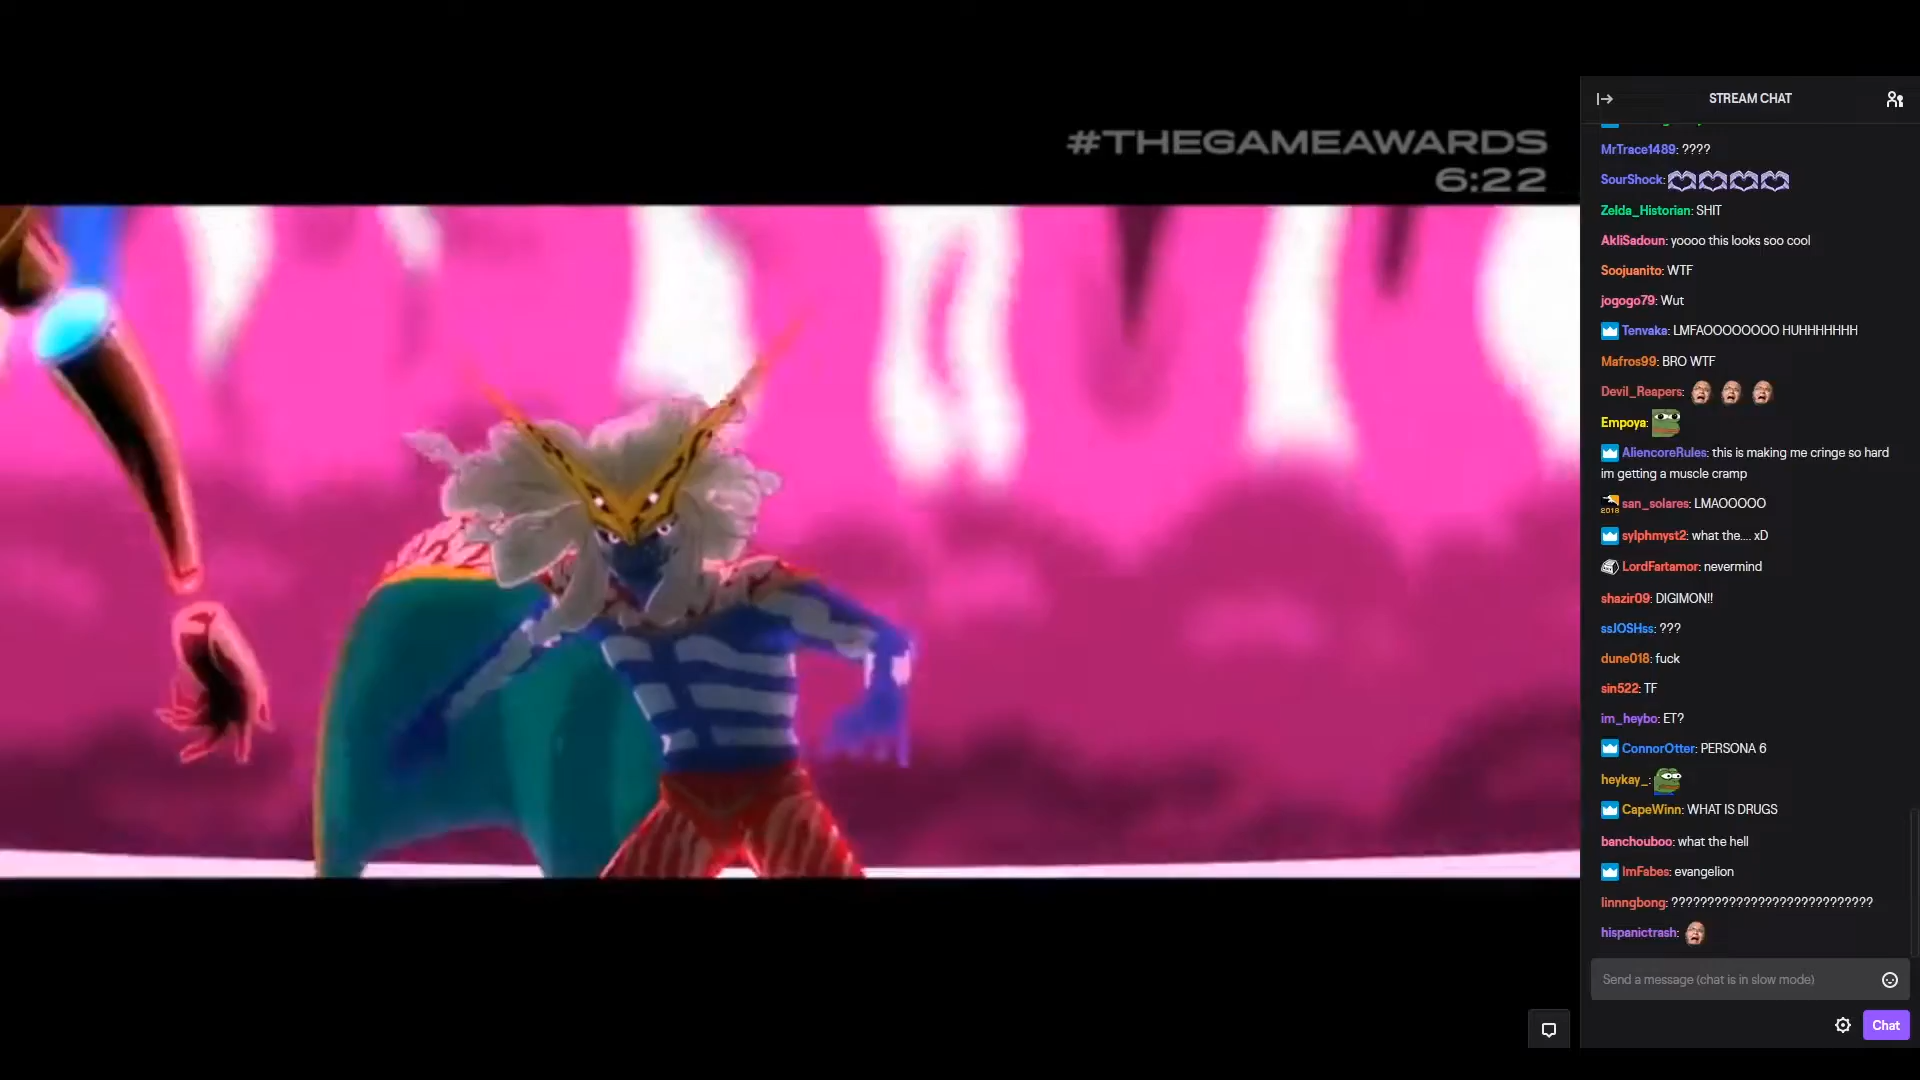 #THEGAMEAWARDS
6:22
STREAM CHAT
MrTrace1489: ????
SourShock:
Zelda_Historian: SHIT
AkliSadoun: yoooo this looks soo cool
Soojuanito: WTF
jogogo79: Wut
Tenvaka: LMFAOOOOOOOO HUHHHHHHH
Mafros99: BRO WTF
Devil_Reapers:
Empoya:
AliencoreRules: this is making me cringe so hard
im getting a muscle cramp
2018 san_solares: LMAOOOOO
sylphmyst2: what the.... xD
LordFartamor: nevermind
shazir09: DIGIMON!!
ssJOSHss: ???
dune018: fuck
sin522: TF
im_heybo: ET?
ConnorOtter: PERSONA 6
heykay_:
CapeWinn: WHAT IS DRUGS
banchouboo: what the hell
ImFabes: evangelion
linnngbong: ????????????????????????????
hispanictrash:
Send a message (chat is in slow mode)
Chat